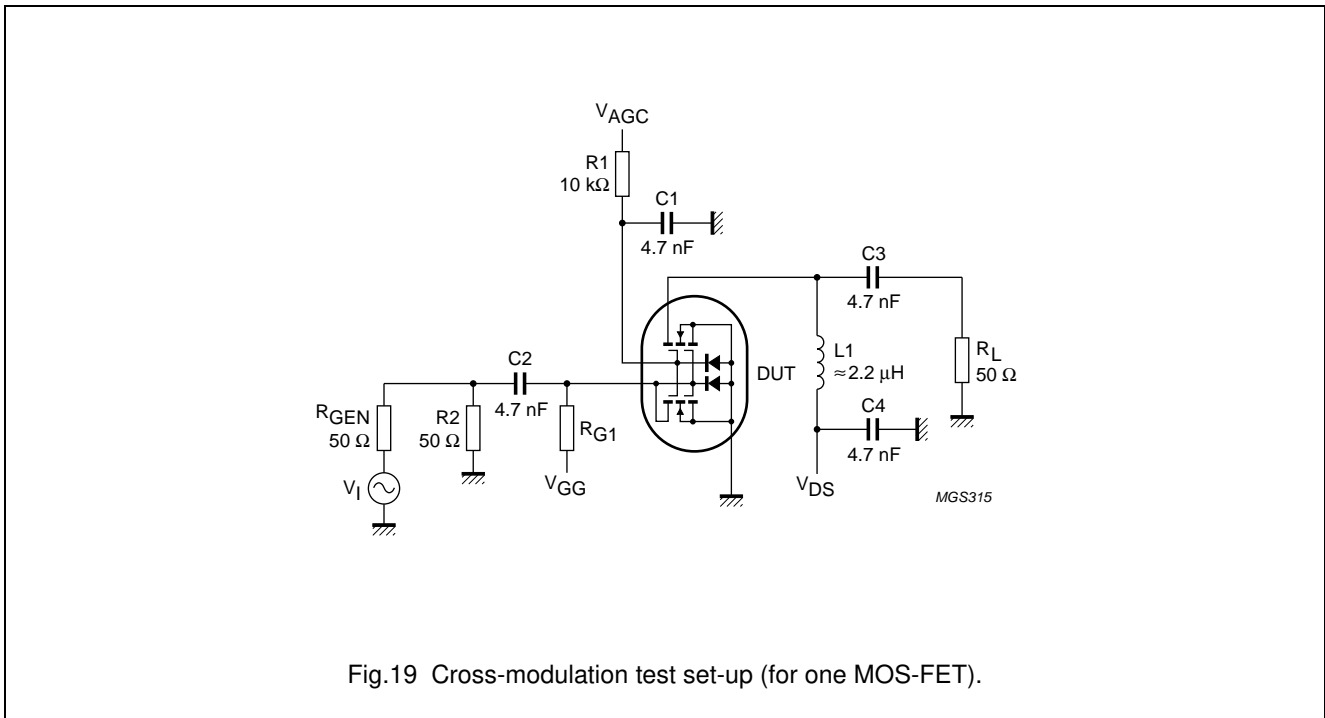 VAGC
R1
10 kΩ
C1
4.7 nF
C3
4.7 nF
L1
≈2.2 μH
RL
50 Ω
DUT
C2
4.7 nF
RGEN
50 Ω
R2
50 Ω
RG1
C4
4.7 nF
VI
VGG
VDS
MGS315
Fig.19 Cross-modulation test set-up (for one MOS-FET).